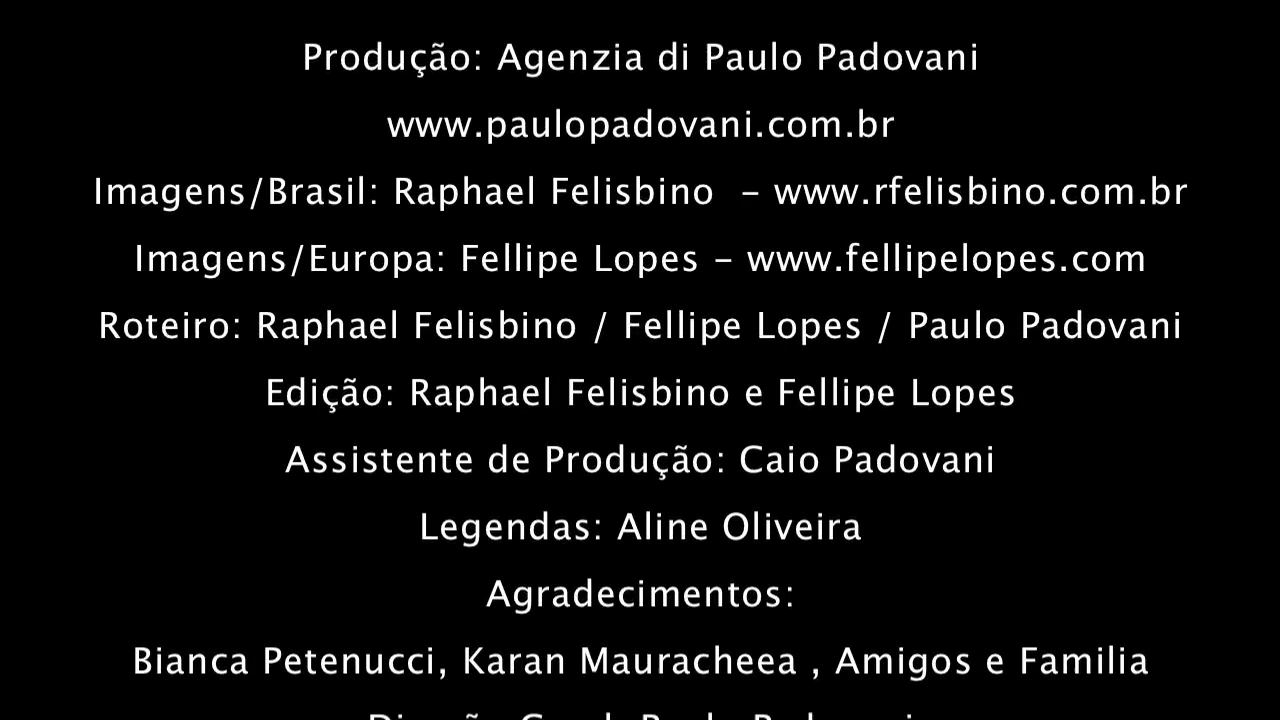 Produção: Agenzia di Paulo Padovani
www.paulopadovani.com.br
Imagens/Brasil: Raphael Felisbino - www.rfelisbino.com.br
Imagens/Europa: Fellipe Lopes - www.fellipelopes.com
Roteiro: Raphael Felisbino / Fellipe Lopes / Paulo Padovani
Edição: Raphael Felisbino e Fellipe Lopes
Assistente de Produção: Caio Padovani
Legendas: Aline Oliveira
Agradecimentos:
Bianca Petenucci, Karan Mauracheea , Amigos e Familia